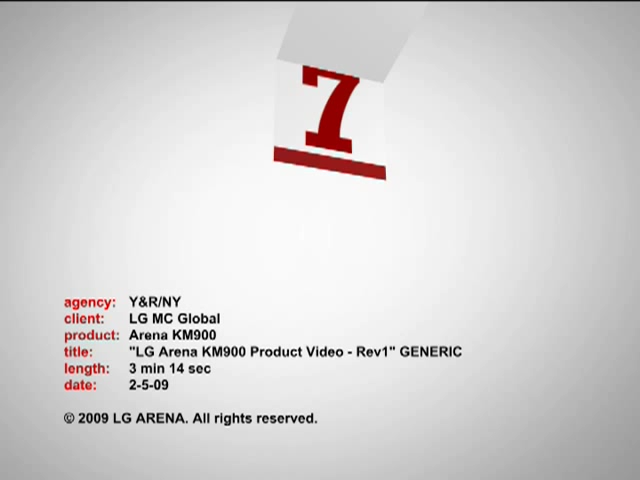 7
agency: Y&R/NY
client: LG MC Global
product: Arena KM900
title: "LG Arena KM900 Product Video - Rev1" GENERIC
length: 3 min 14 sec
date: 2-5-09
© 2009 LG ARENA. All rights reserved.